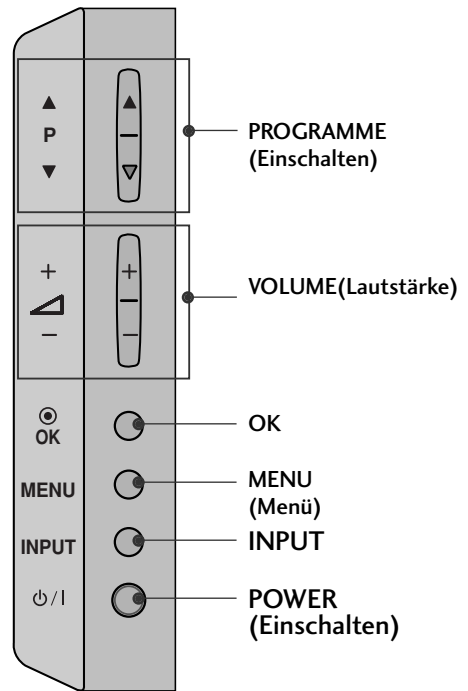 ▲
P
▼
PROGRAMME
(Einschalten)
+
-
+
-
VOLUME(Lautstärke)
OK
OK
MENU
MENU
(Menü)
INPUT
INPUT
⏻/I
POWER
(Einschalten)